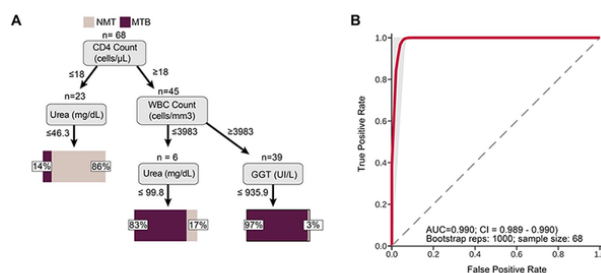 A
NMT MTB
n= 68
CD4 Count
(cells/µL)
≤18
≥18
n=23
n=45
Urea (mg/dL)
WBC Count
(cells/mm3)
≤46.3
≤3983
≥3983
14%
86%
n = 6
n=39
Urea (mg/dL)
GGT (UI/L)
≤ 99.8
≤ 935.9
83%
17%
97%
3%
B
True Positive Rate
1.0
0.8
0.6
0.4
0.2
0.0
AUC=0.990; CI = 0.989 - 0.990)
Bootstrap reps: 1000; sample size: 68
0.0 0.2 0.4 0.6 0.8 1.0
False Positive Rate